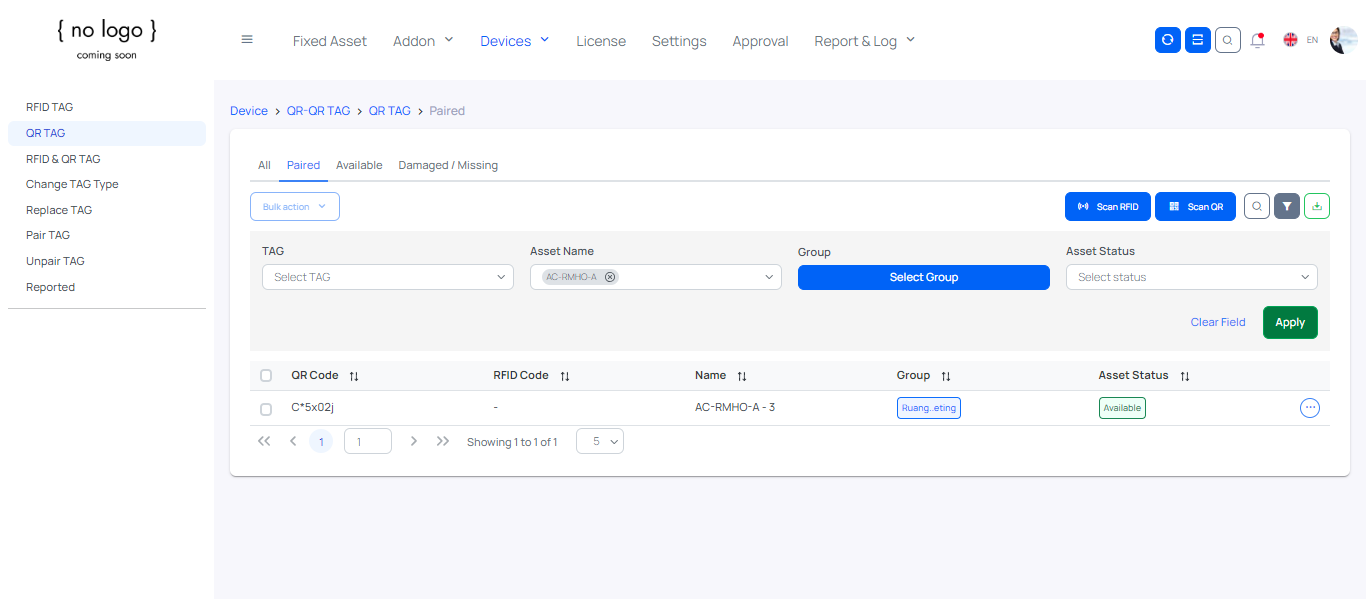 { no logo }
coming soon
Fixed Asset Addon Devices License Settings Approval Report & Log EN
RFID TAG
QR TAG
RFID & QR TAG
Change TAG Type
Replace TAG
Pair TAG
Unpair TAG
Reported
Device > QR-QR TAG > QR TAG > Paired
All Paired Available Damaged / Missing
Bulk action Scan RFID Scan QR
TAG Asset Name Group Asset Status
Select TAG AC-RMHO-A Select Group Select status
Clear Field Apply
QR Code RFID Code Name Group Asset Status
C*5x02j - AC-RMHO-A - 3 Ruang..eting Available
1 1 Showing 1 to 1 of 1 5